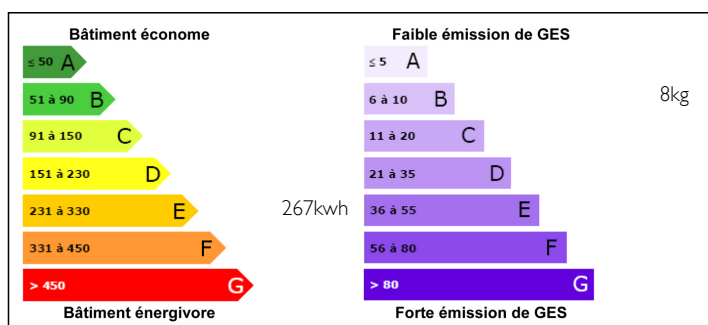 Bâtiment économe
≤ 50 A
51 à 90 B
91 à 150 C
151 à 230 D
231 à 330 E
267kwh
331 à 450 F
> 450 G
Bâtiment énergivore
Faible émission de GES
≤ 5 A
6 à 10 B
8kg
11 à 20 C
21 à 35 D
36 à 55 E
56 à 80 F
> 80 G
Forte émission de GES